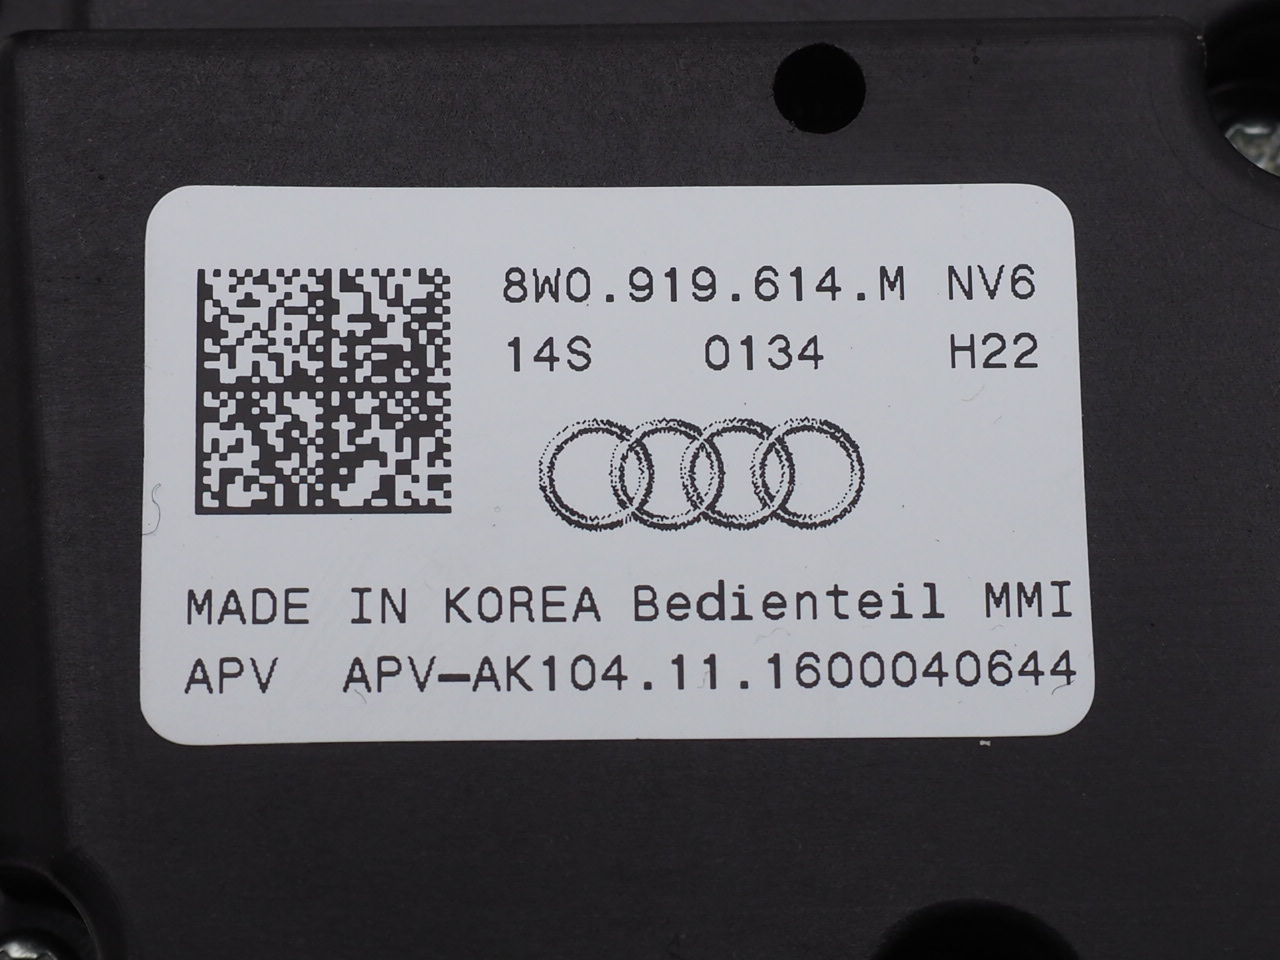 8W0.919.614.M NV6
14S 0134 H22
MADE IN KOREA Bedienteil MMI
APV APV-AK104.11.1600040644